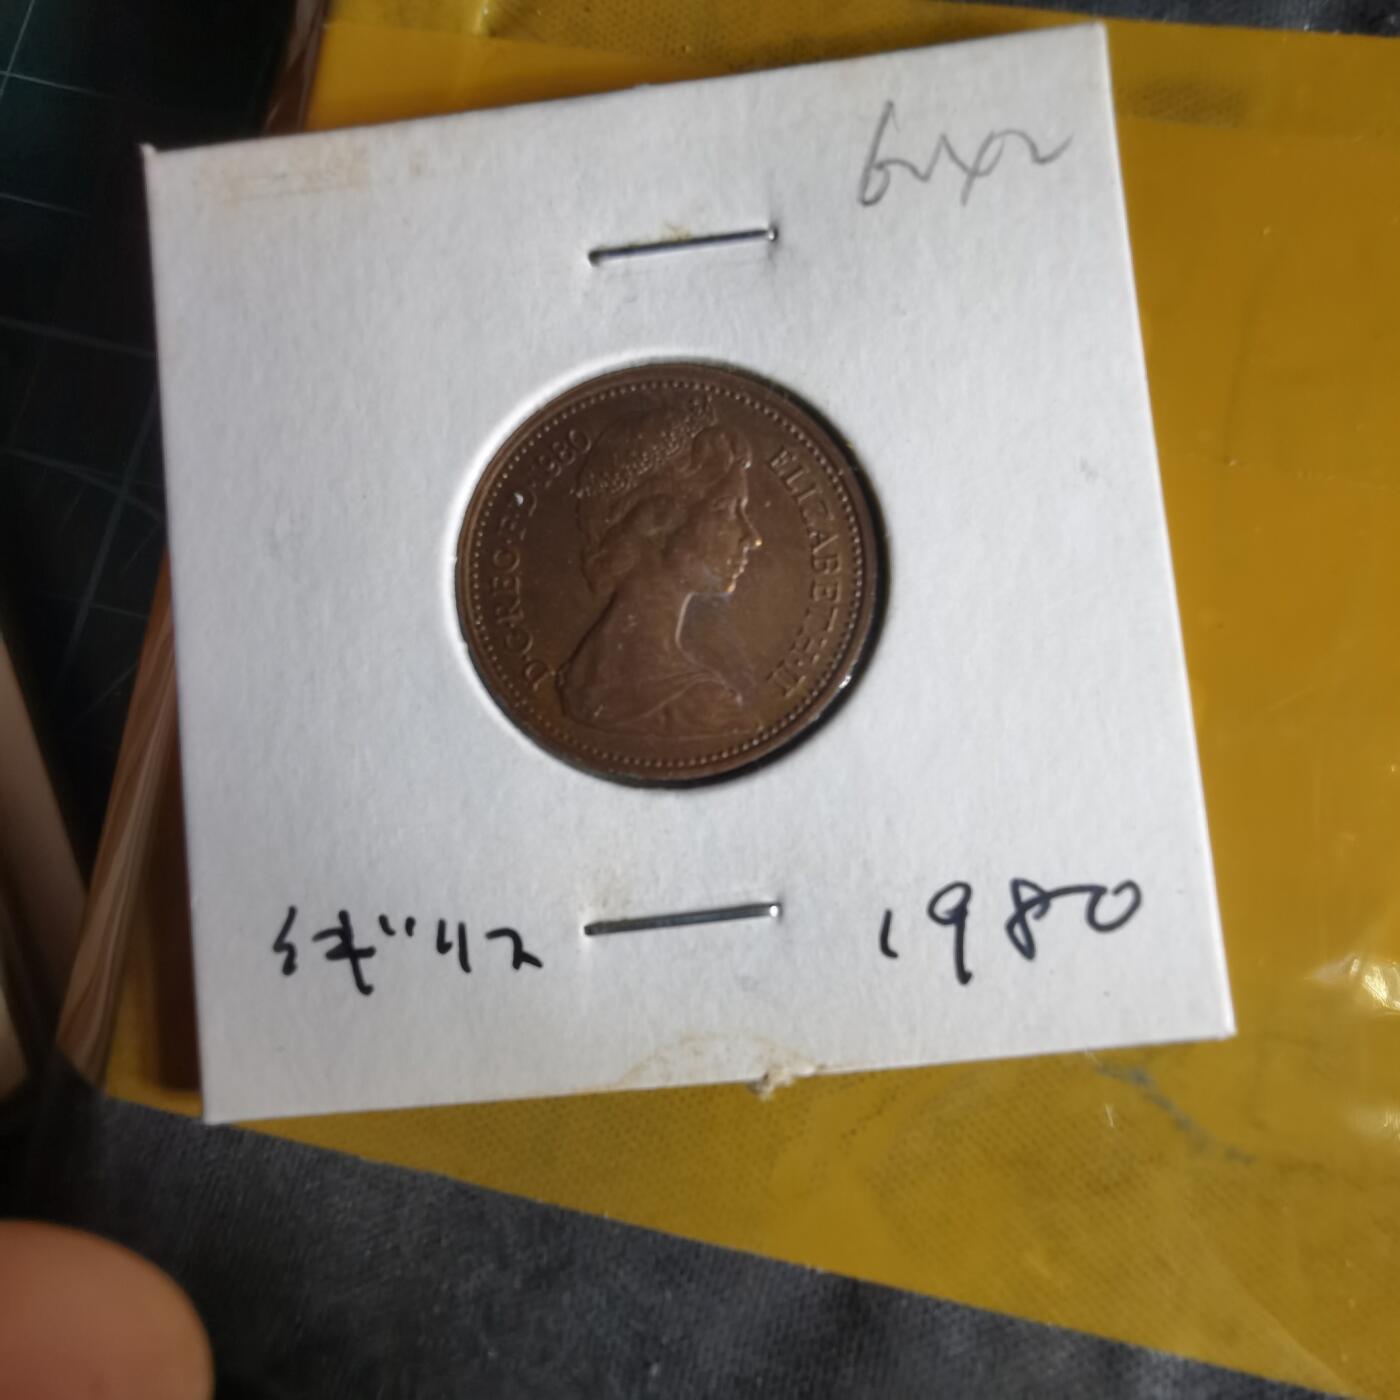 D·G·REG·F·D·1980 ELIZABETH·II
イギリス 1980